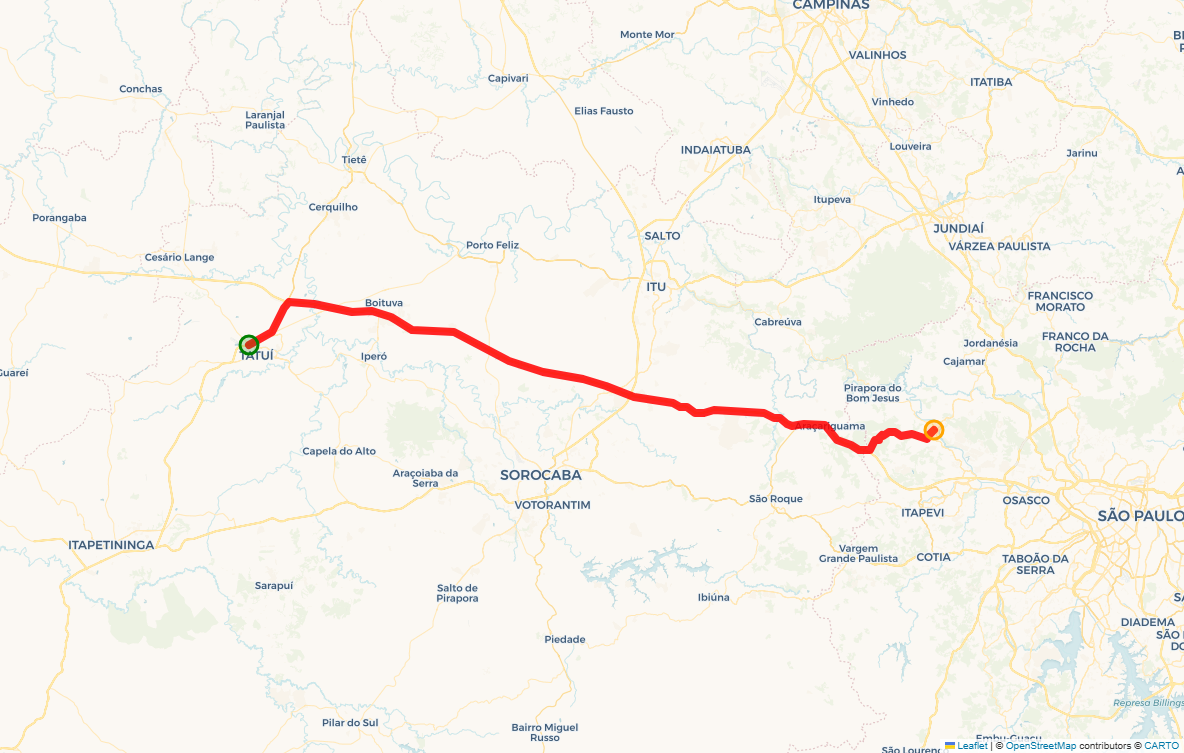 CAMPINAS
Monte Mor
VALINHOS
Capivari
ITATIBA
Conchas
Vinhedo
Elias Fausto
Laranjal
Paulista
Louveira
INDAIATUBA
Jarinu
Tietê
Itupeva
Cerquilho
Porangaba
JUNDIAÍ
SALTO
Porto Feliz
VÁRZEA PAULISTA
Cesário Lange
ITU
FRANCISCO
MORATO
Boituva
Cabreúva
FRANCO DA
ROCHA
Jordanésia
TATUÍ
Iperó
Cajamar
Guareí
Pirapora do
Bom Jesus
Araçariguama
Capela do Alto
Araçoiaba da
Serra
SOROCABA
São Roque
OSASCO
VOTORANTIM
ITAPEVI
SÃO PAULO
ITAPETININGA
Vargem
Grande Paulista
COTIA
TABOÃO DA
SERRA
Sarapuí
Salto de
Pirapora
Ibiúna
DIADEMA
Piedade
Represa Billings
Pilar do Sul
Bairro Miguel
Russo
Embu-Guaçu
São Lourenço
Leaflet | © OpenStreetMap contributors © CARTO